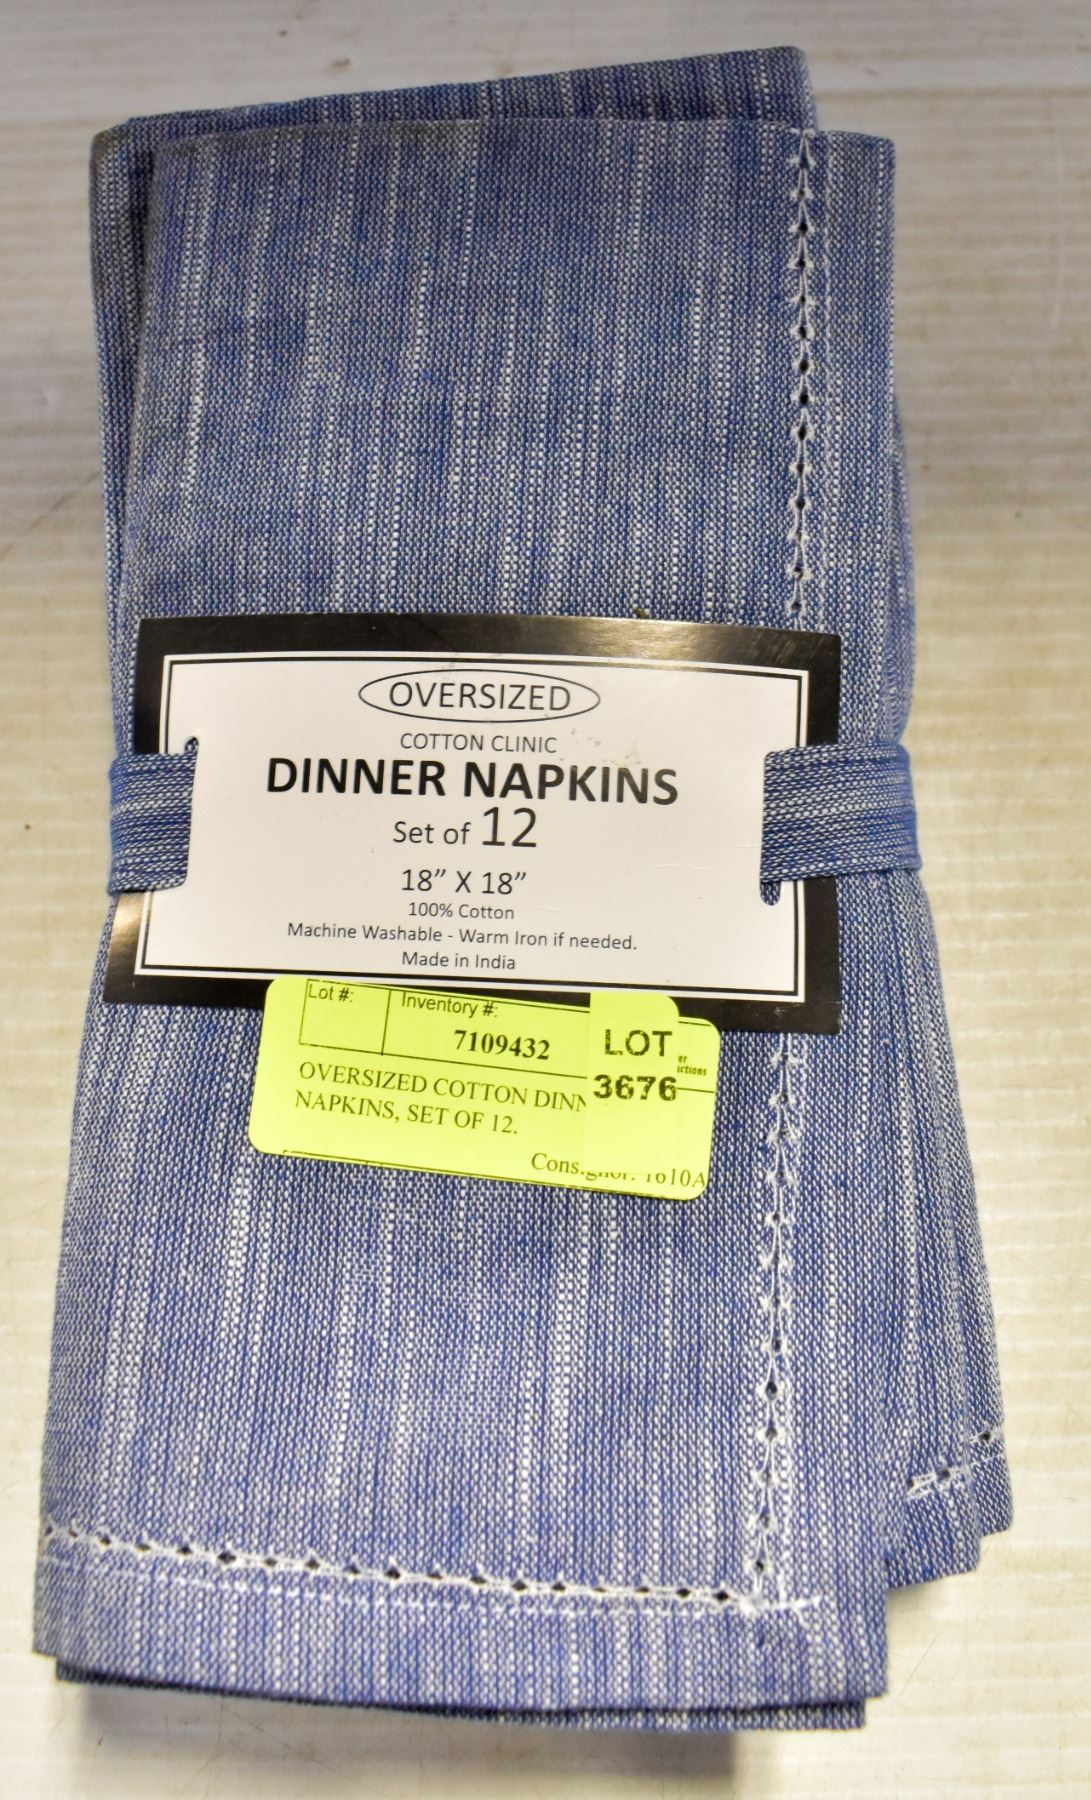 OVERSIZED
COTTON CLINIC
DINNER NAPKINS
Set of 12
18” X 18”
100% Cotton
Machine Washable - Warm Iron if needed.
Made in India
Lot #:
Inventory #:
7109432
LOT
3676
OVERSIZED COTTON DINN
NAPKINS, SET OF 12.
1610A